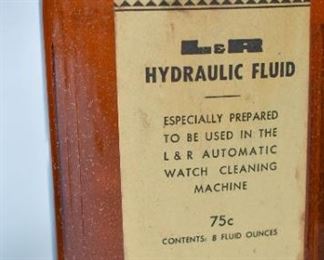 L&R
HYDRAULIC FLUID
ESPECIALLY PREPARED
TO BE USED IN THE
L & R AUTOMATIC
WATCH CLEANING
MACHINE
75c
CONTENTS: 8 FLUID OUNCES